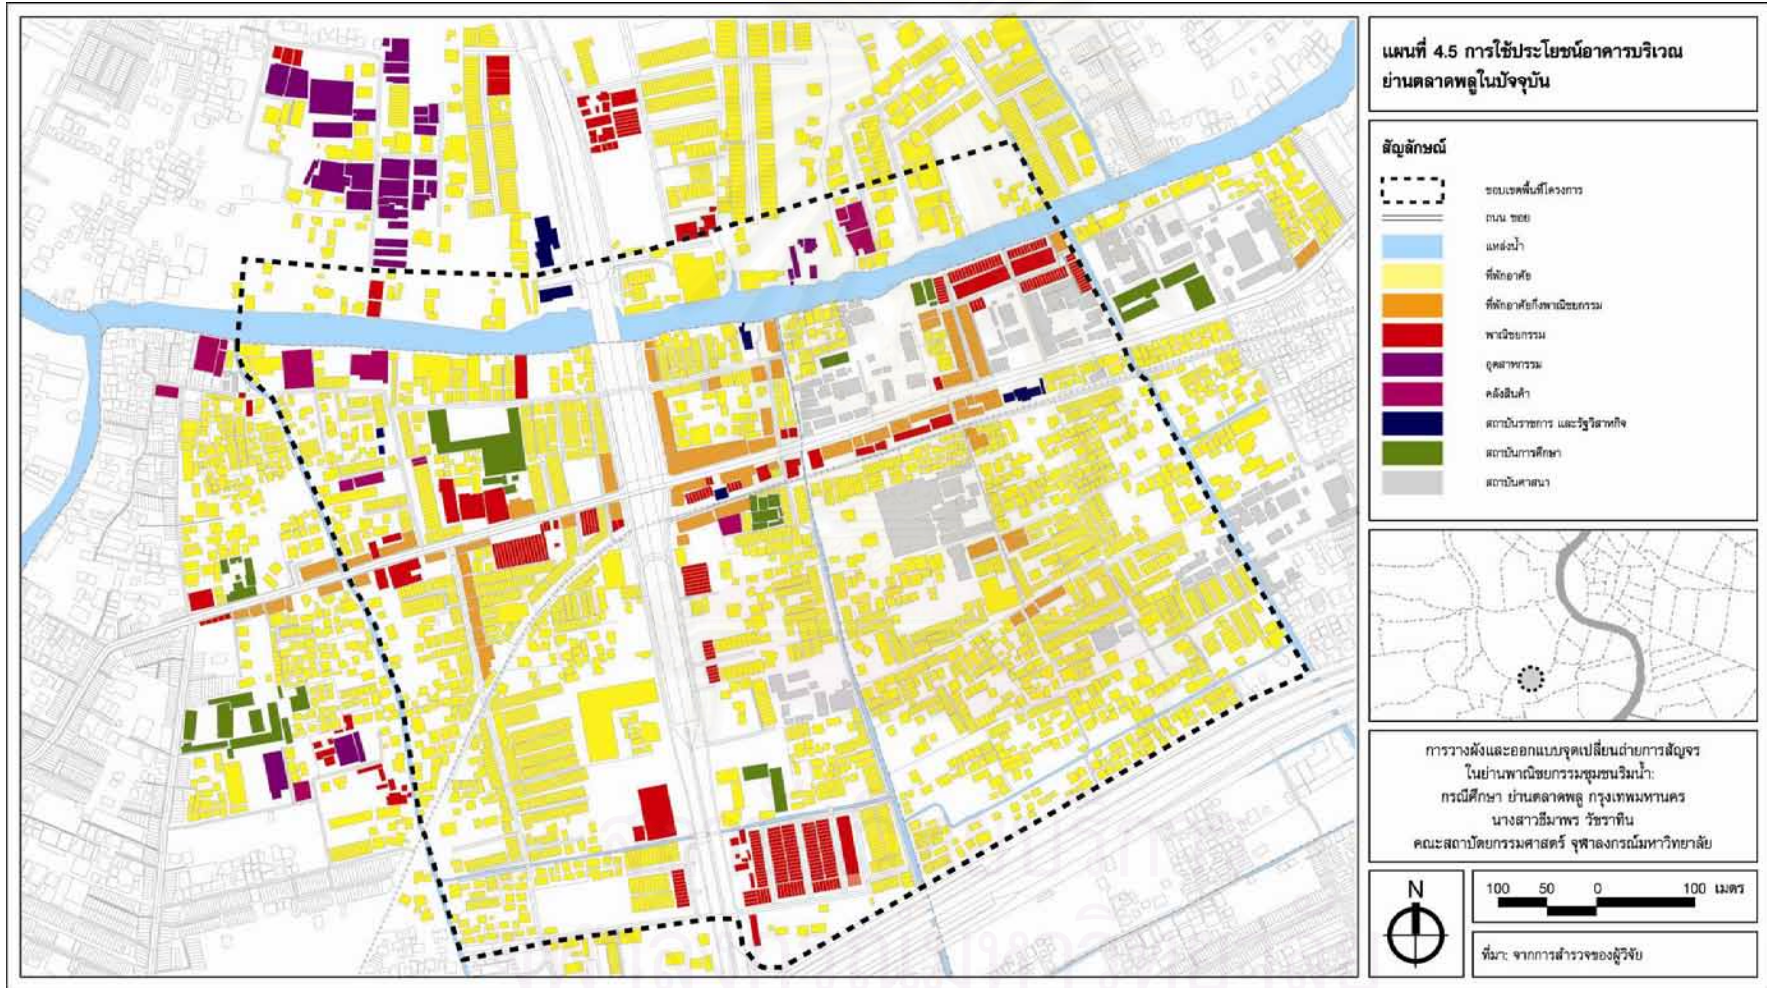 แผนที่ 4.5 การใช้ประโยชน์อาคารบริเวณ
ย่านตลาดพลูในปัจจุบัน
สัญลักษณ์
ขอบเขตพื้นที่โครงการ
ถนน ซอย
แหล่งน้ำ
ที่พักอาศัย
ที่พักอาศัยกึ่งพาณิชยกรรม
พาณิชยกรรม
อุตสาหกรรม
คลังสินค้า
สถาบันราชการ และรัฐวิสาหกิจ
สถาบันการศึกษา
สถาบันศาสนา
การวางผังและออกแบบจุดเปลี่ยนถ่ายการสัญจร
ในย่านพาณิชยกรรมชุมชนริมน้ำ:
กรณีศึกษา ย่านตลาดพลู กรุงเทพมหานคร
นางสาวธีมาพร วัชราทิน
คณะสถาปัตยกรรมศาสตร์ จุฬาลงกรณ์มหาวิทยาลัย
N
100 50 0 100 เมตร
ที่มา: จากการสำรวจของผู้วิจัย